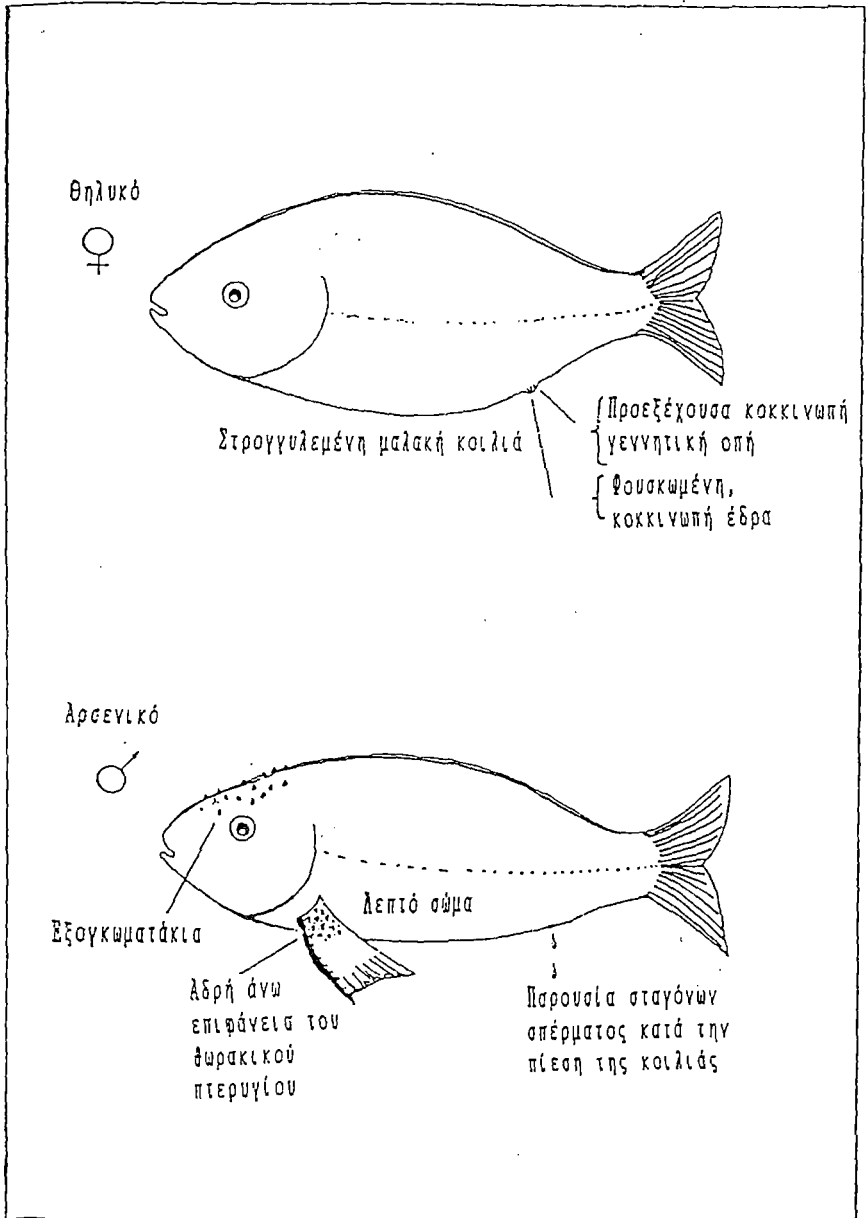 Θηλυκό
Στρογγυλεμένη μαλακή κοιλιά
Προεξέχουσα κοκκινωπή
γεννητική οπή
Φουσκωμένη,
κοκκινωπή έδρα
Αρσενικό
Λεπτό σώμα
Εξογκωματάκια
Αδρή άνω
επιφάνεια του
θωρακικού
πτερυγίου
Παρουσία σταγόνων
σπέρματος κατά την
πίεση της κοιλιάς